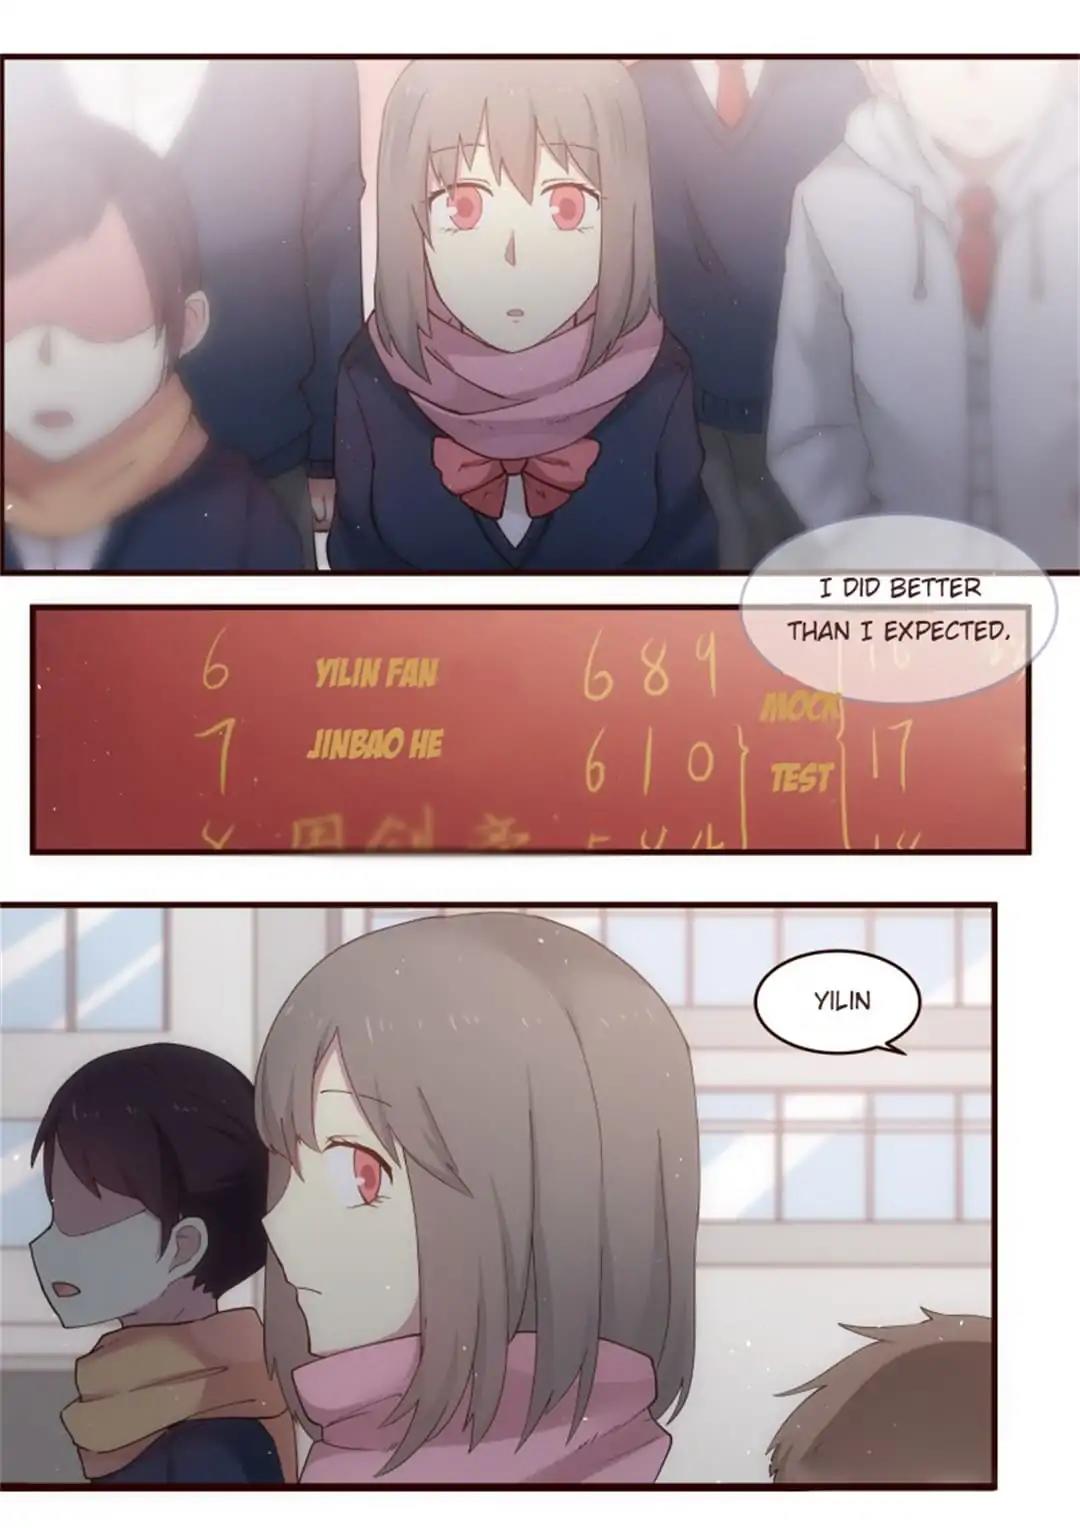 I DID BETTER
THAN I EXPECTED.
6 YILIN FAN 689
7 JINBAO HE 610 MOCK TEST 17
YILIN